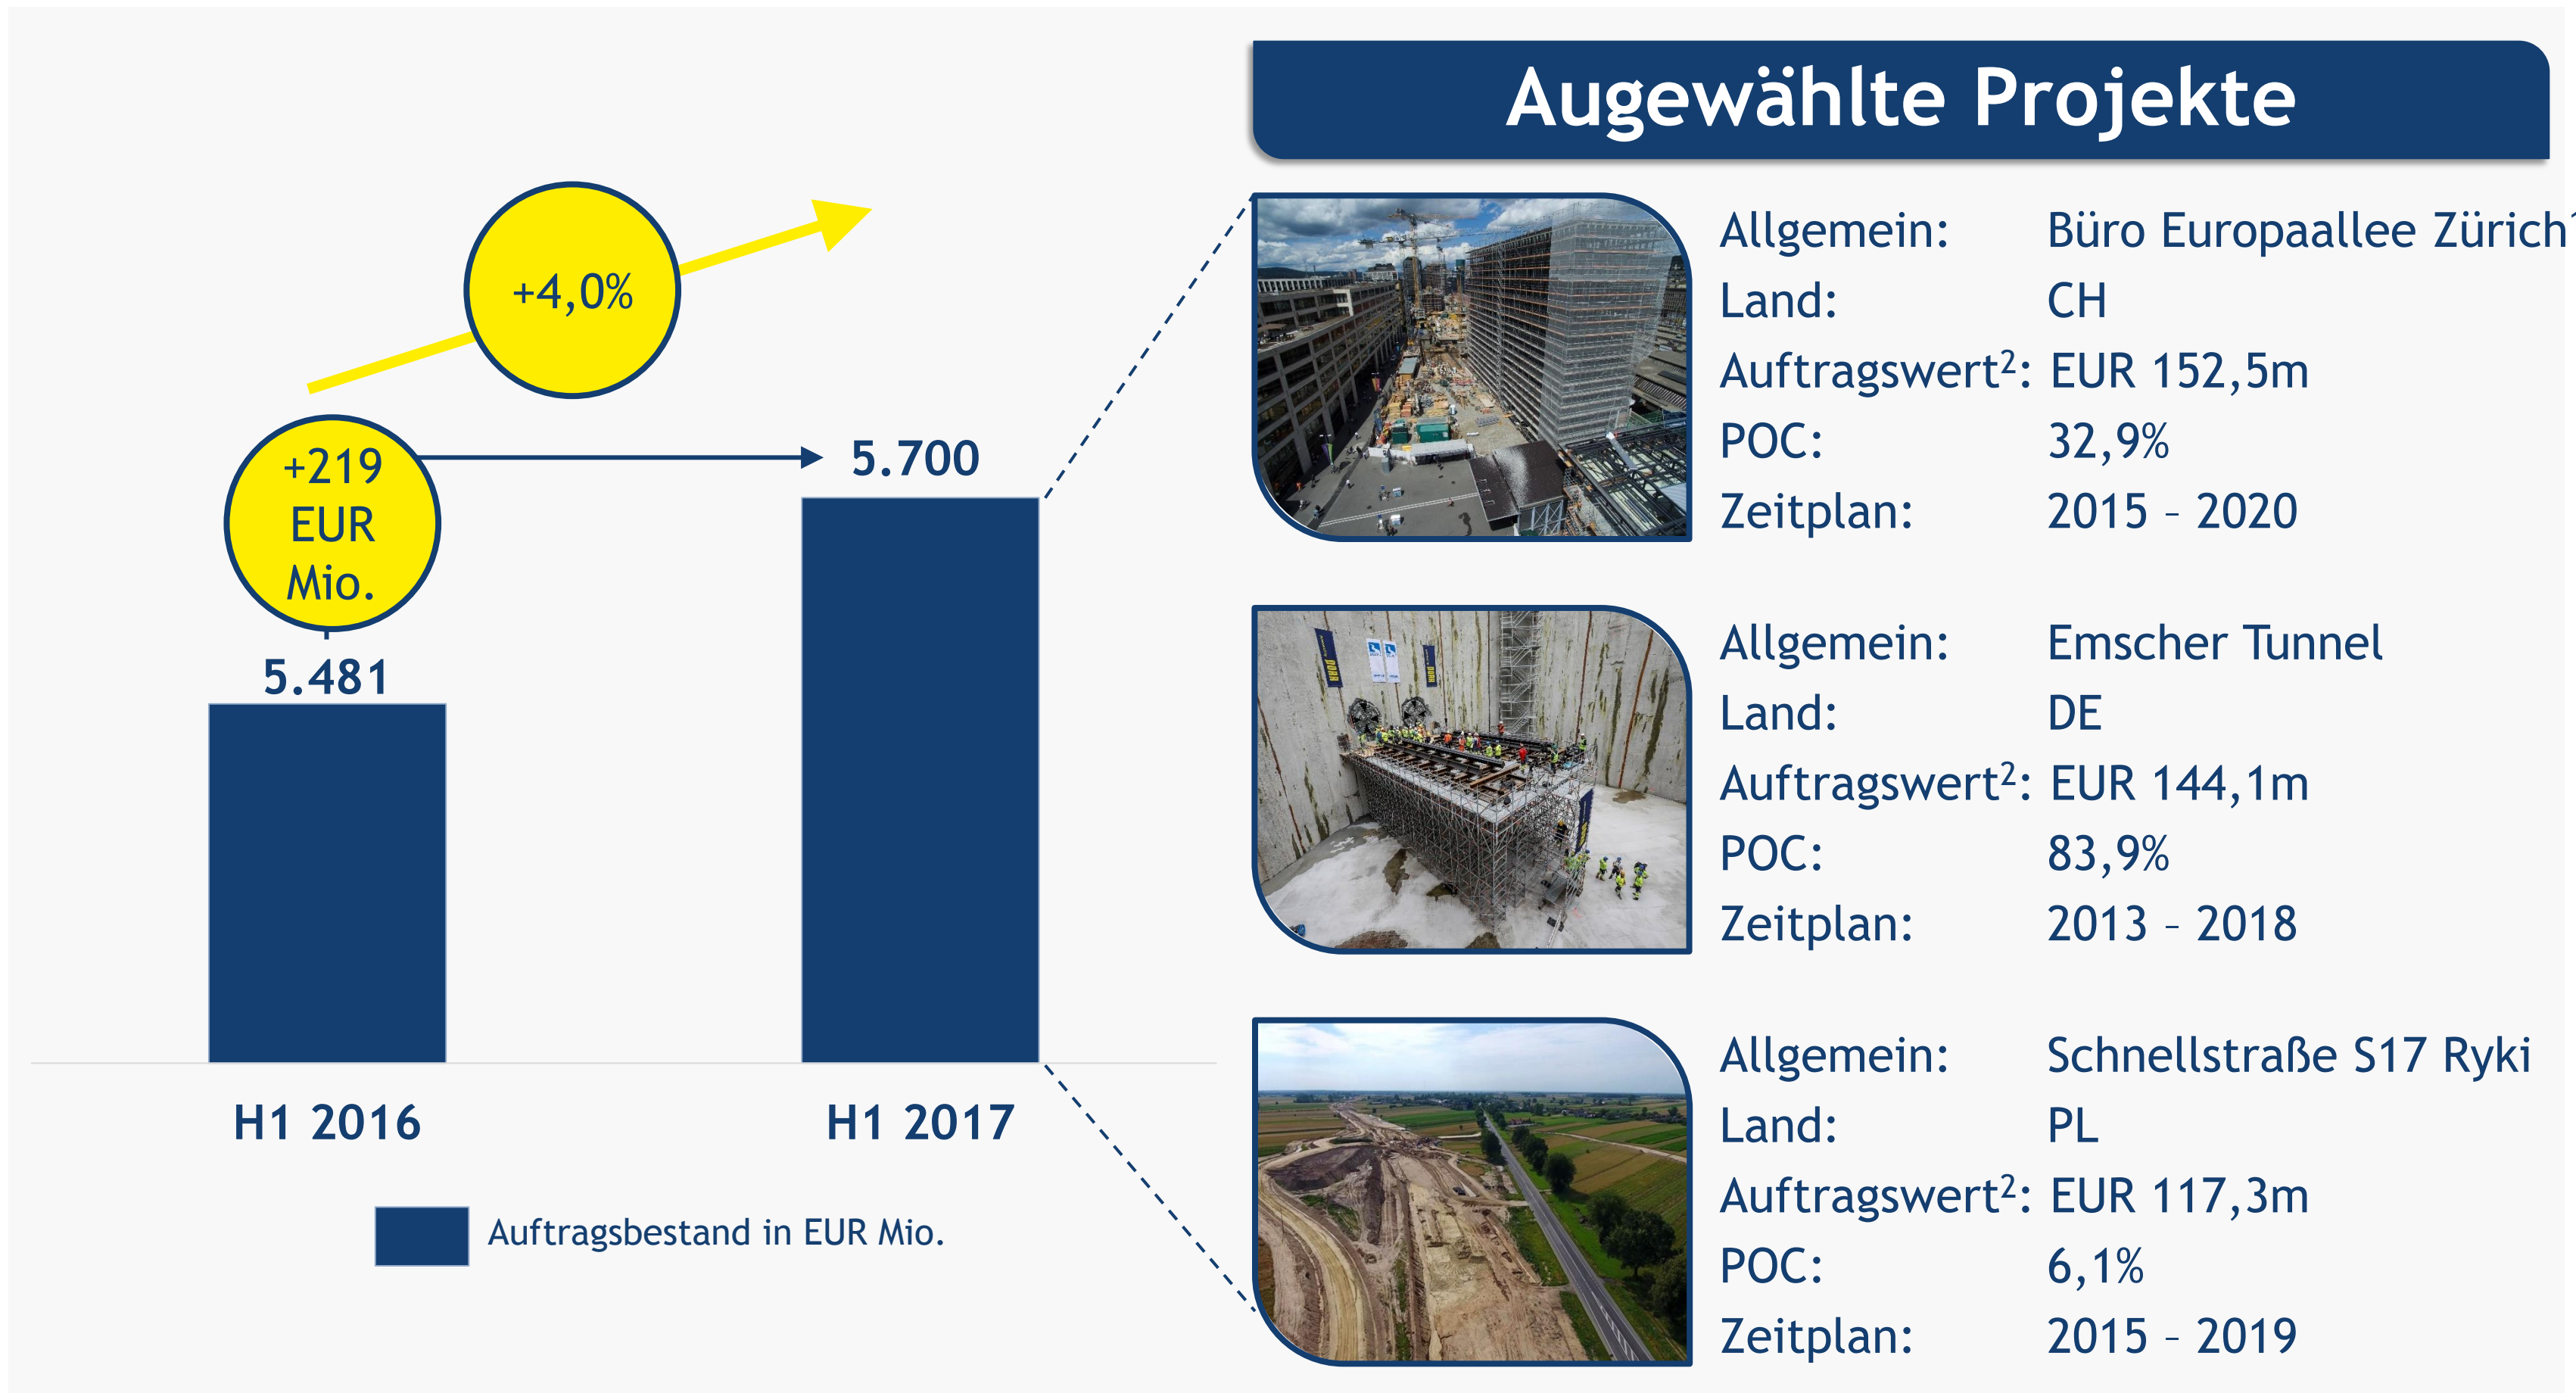 Augewählte Projekte
+4,0%
+219
EUR
Mio.
5.700
5.481
H1 2016
H1 2017
Auftragsbestand in EUR Mio.
Allgemein: Büro Europaallee Zürich¹
Land: CH
Auftragswert²: EUR 152,5m
POC: 32,9%
Zeitplan: 2015 – 2020
Allgemein: Emscher Tunnel
Land: DE
Auftragswert²: EUR 144,1m
POC: 83,9%
Zeitplan: 2013 – 2018
Allgemein: Schnellstraße S17 Ryki
Land: PL
Auftragswert²: EUR 117,3m
POC: 6,1%
Zeitplan: 2015 – 2019